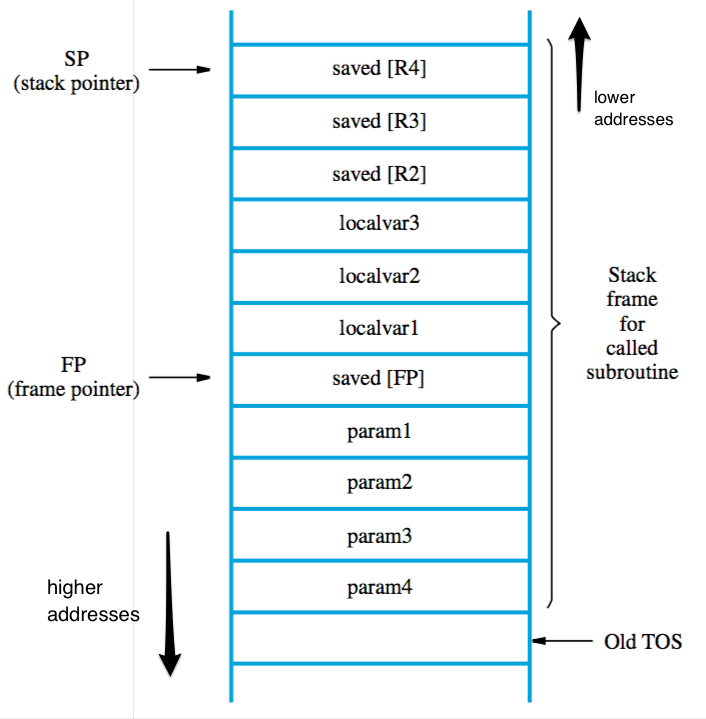 SP
(stack pointer)
saved [R4]
lower
addresses
saved [R3]
saved [R2]
localvar3
localvar2
localvar1
Stack
frame
for
called
subroutine
FP
(frame pointer)
saved [FP]
param1
param2
param3
param4
higher
addresses
Old TOS